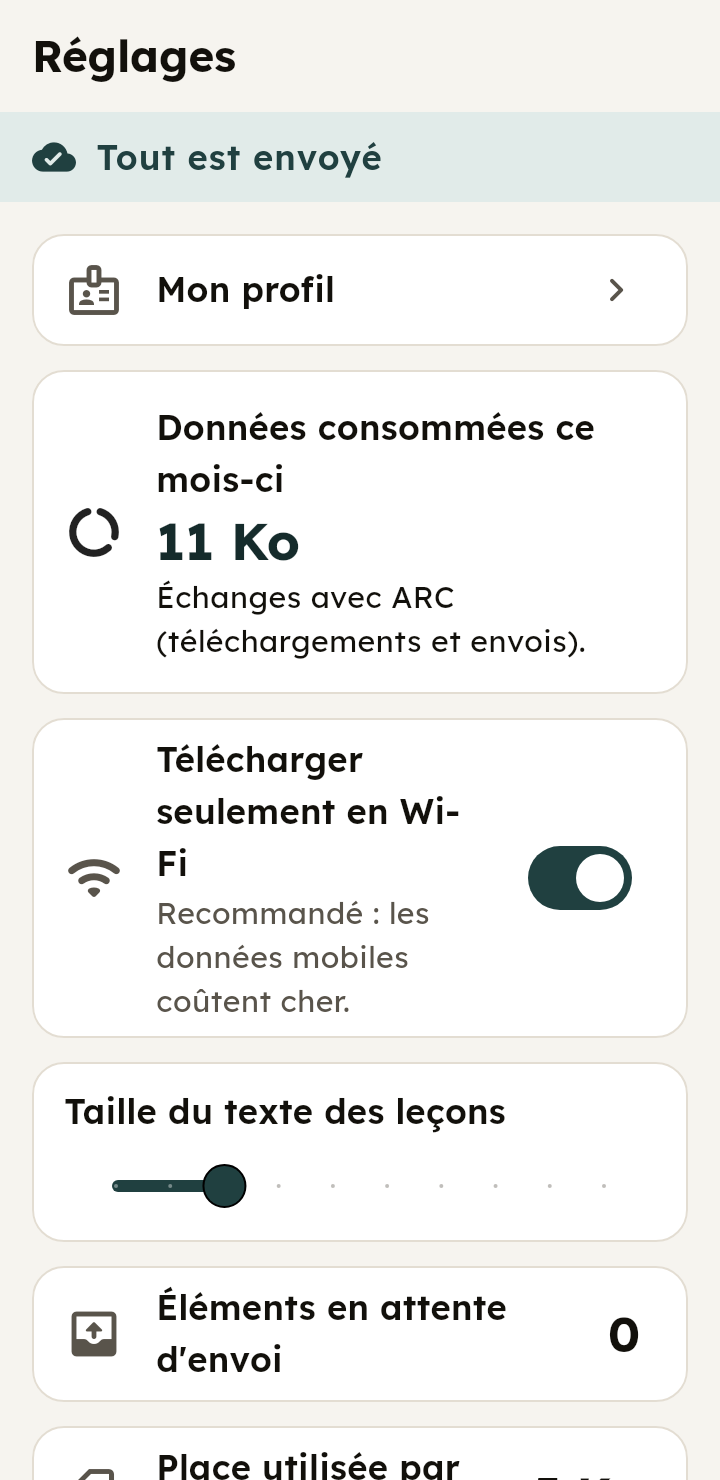 Réglages
Tout est envoyé
Mon profil
Données consommées ce
mois-ci
11 Ko
Échanges avec ARC
(téléchargements et envois).
Télécharger
seulement en Wi-
Fi
Recommandé : les
données mobiles
coûtent cher.
Taille du texte des leçons
Éléments en attente
d'envoi
0
Place utilisée par